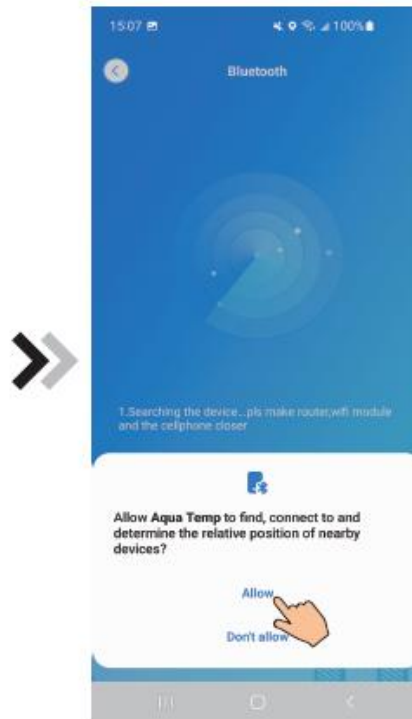 15:07 100%
Bluetooth
1.Searching the device...pls make router,wifi module
and the cellphone closer
Allow Aqua Temp to find, connect to and
determine the relative position of nearby
devices?
Allow
Don't allow